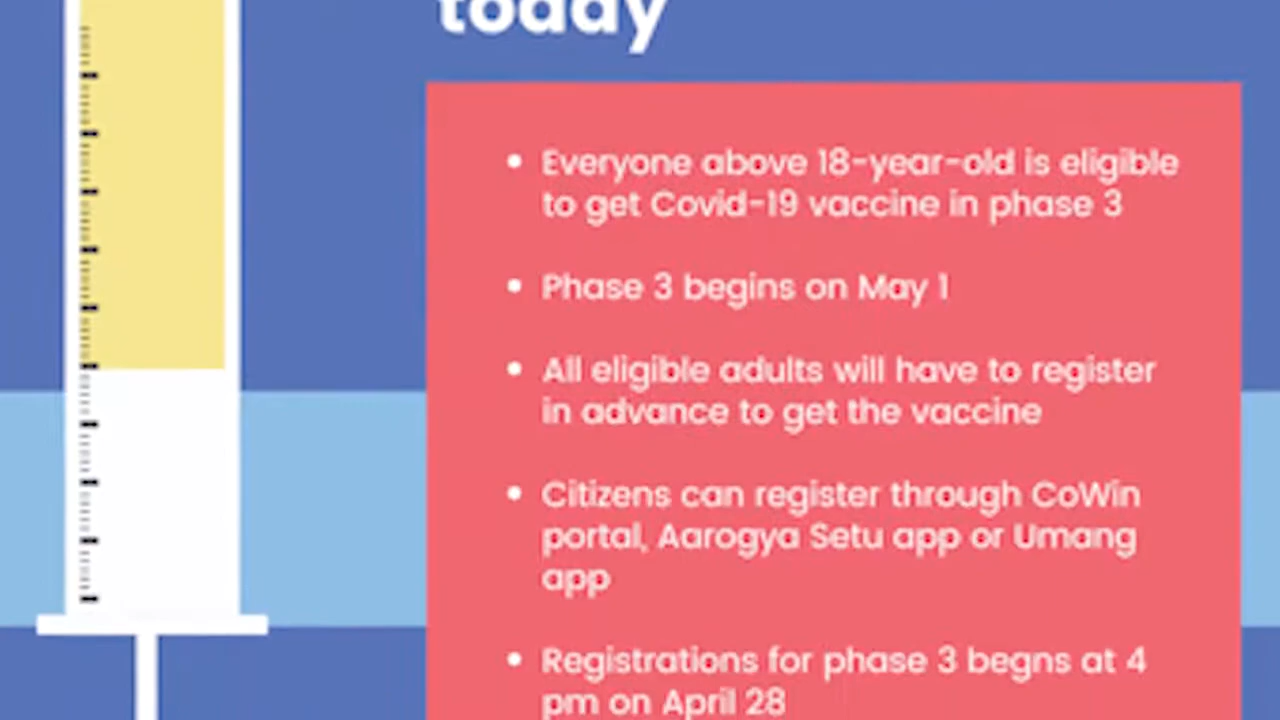 today
• Everyone above 18-year-old is eligible
to get Covid-19 vaccine in phase 3
• Phase 3 begins on May 1
• All eligible adults will have to register
in advance to get the vaccine
• Citizens can register through CoWin
portal, Aarogya Setu app or Umang
app
• Registrations for phase 3 begns at 4
pm on April 28